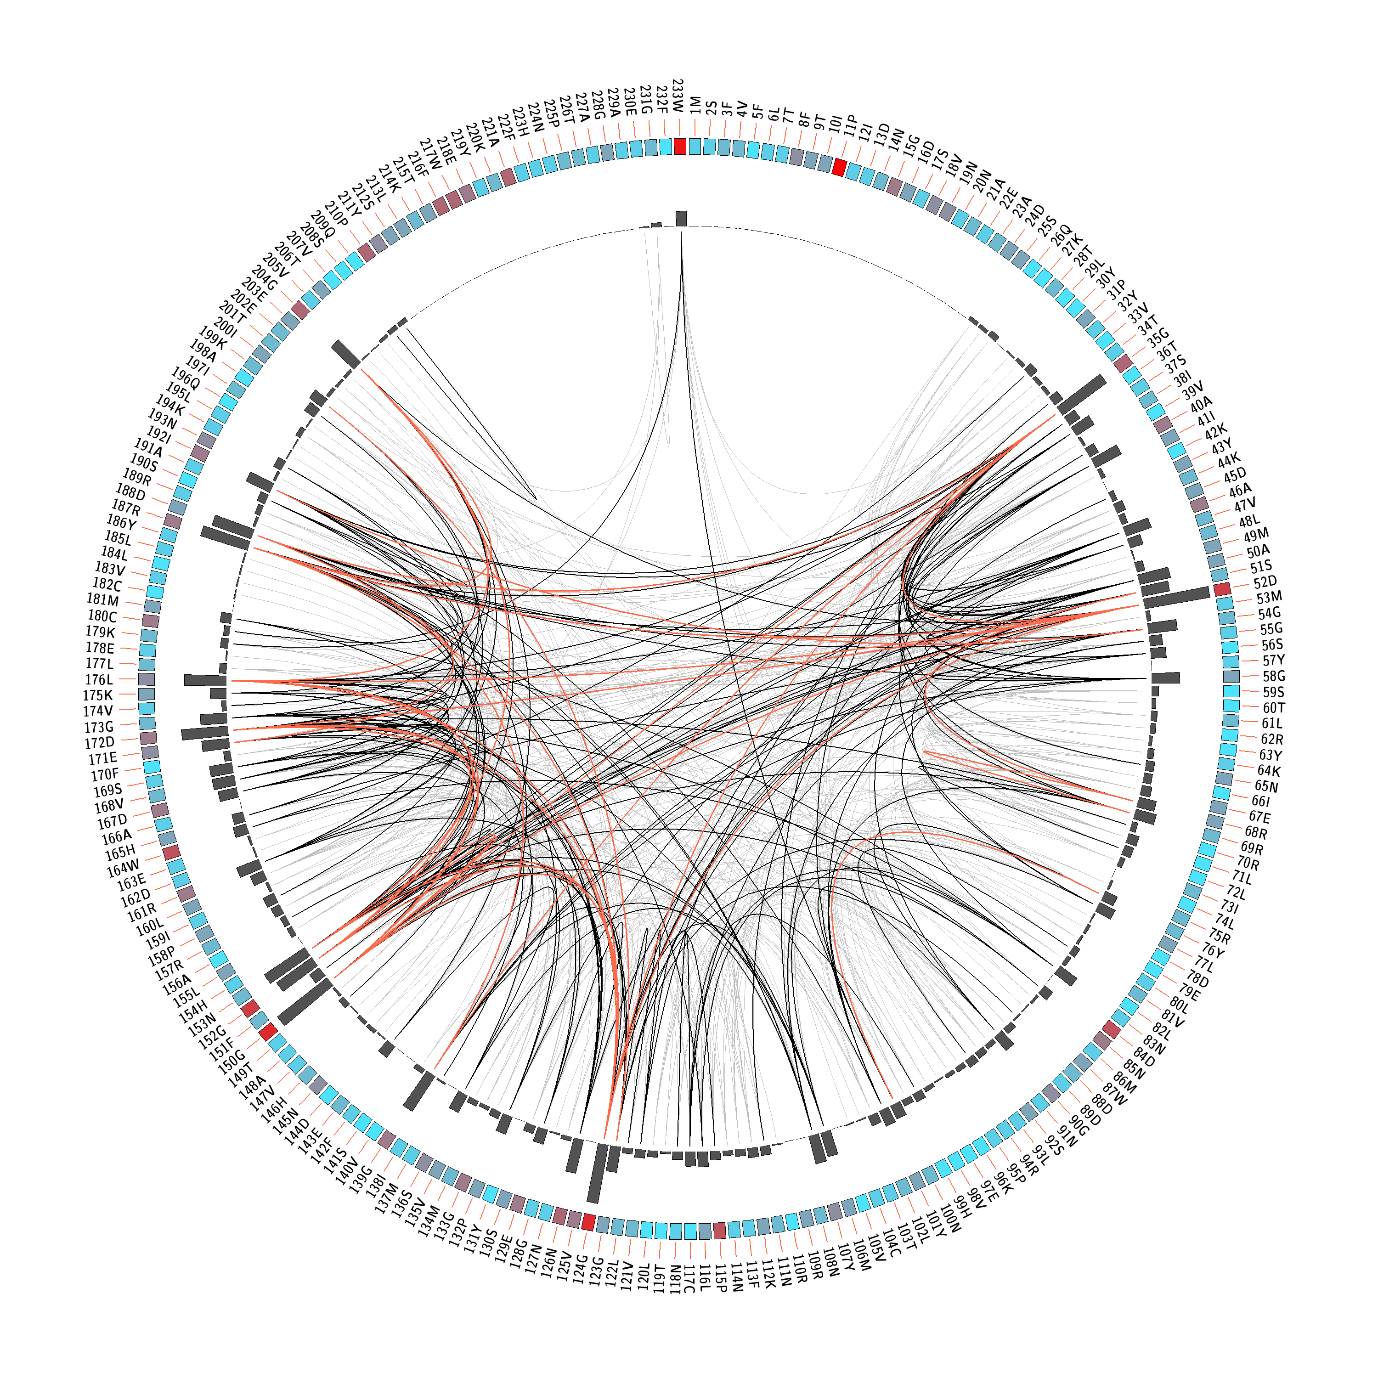 233W
1M
2S
3F
4V
5F
6L
7T
8F
9T
10I
11P
12I
13D
14N
15G
16D
17S
18V
19N
20N
21A
22E
23A
24D
25S
26Q
27K
28T
29L
30Y
31P
32Y
33V
34T
35G
36T
37S
38I
39V
40A
41I
42K
43Y
44K
45D
46A
47V
48L
49M
50A
51S
52D
53M
54G
55G
56S
57Y
58G
59S
60T
61L
62R
63Y
64K
65N
66I
67E
68R
69R
70R
71L
72L
73I
74L
75R
76Y
77L
78D
79E
80L
81V
82L
83N
84D
85N
86M
87W
88D
89D
90G
91N
92S
93L
94R
95P
96K
97E
98V
99H
100N
101Y
102L
103T
104C
105V
106M
107Y
108N
109R
110R
111N
112K
113F
114N
115P
116L
117C
118N
119T
120L
121V
122L
123G
124G
125V
126N
127N
128G
129E
130S
131Y
132P
133G
134M
135V
136S
137M
138I
139G
140V
141S
142F
143E
144D
145N
146H
147V
148A
149T
150G
151F
152G
153N
154H
155L
156A
157R
158P
159I
160L
161R
162D
163E
164W
165H
166A
167D
168V
169S
170F
171E
172D
173G
174V
175K
176L
177L
178E
179K
180C
181M
182C
183V
184L
185L
186Y
187R
188D
189R
190S
191A
192I
193N
194K
195L
196Q
197I
198A
199K
200I
201T
202E
203E
204G
205V
206T
207V
208S
209Q
210P
211Y
212S
213L
214K
215T
216F
217W
218E
219Y
220K
221A
222F
223H
224N
225P
226T
227A
228G
229A
230E
231G
232F